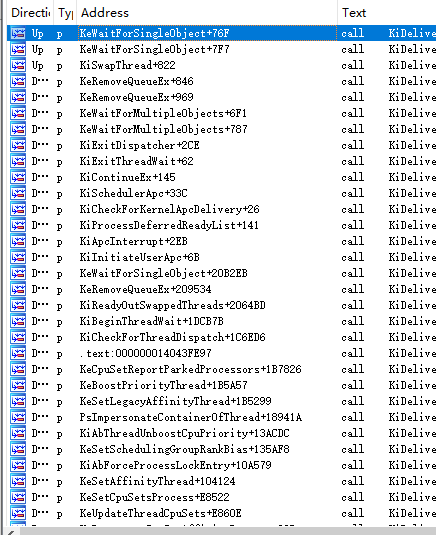 Directi Ty Address Text
Up p KeWaitForSingleObject+76F call KiDelive
Up p KeWaitForSingleObject+7F7 call KiDelive
Up p KiSwapThread+822 call KiDelive
D··· p KeRemoveQueueEx+846 call KiDelive
D··· p KeRemoveQueueEx+969 call KiDelive
D··· p KeWaitForMultipleObjects+6F1 call KiDelive
D··· p KeWaitForMultipleObjects+787 call KiDelive
D··· p KiExitDispatcher+2CE call KiDelive
D··· p KiExitThreadWait+62 call KiDelive
D··· p KiContinueEx+145 call KiDelive
D··· p KiSchedulerApc+33C call KiDelive
D··· p KiCheckForKernelApcDelivery+26 call KiDelive
D··· p KiProcessDeferredReadyList+141 call KiDelive
D··· p KiApcInterrupt+2EB call KiDelive
D··· p KiInitiateUserApc+6B call KiDelive
D··· p KeWaitForSingleObject+20B2EB call KiDelive
D··· p KeRemoveQueueEx+209534 call KiDelive
D··· p KiReadyOutSwappedThreads+2064BD call KiDelive
D··· p KiBeginThreadWait+1DCB7B call KiDelive
D··· p KiCheckForThreadDispatch+1C6ED6 call KiDelive
D··· p .text:000000014043FE97 call KiDelive
D··· p KeCpuSetReportParkedProcessors+1B7826 call KiDelive
D··· p KeBoostPriorityThread+1B5A57 call KiDelive
D··· p KeSetLegacyAffinityThread+1B5299 call KiDelive
D··· p PsImpersonateContainerOfThread+18941A call KiDelive
D··· p KiAbThreadUnboostCpuPriority+13ACDC call KiDelive
D··· p KeSetSchedulingGroupRankBias+135AF8 call KiDelive
D··· p KiAbForceProcessLockEntry+10A579 call KiDelive
D··· p KeSetAffinityThread+104124 call KiDelive
D··· p KeSetCpuSetsProcess+E8522 call KiDelive
D··· p KeUpdateThreadCpuSets+E860E call KiDelive